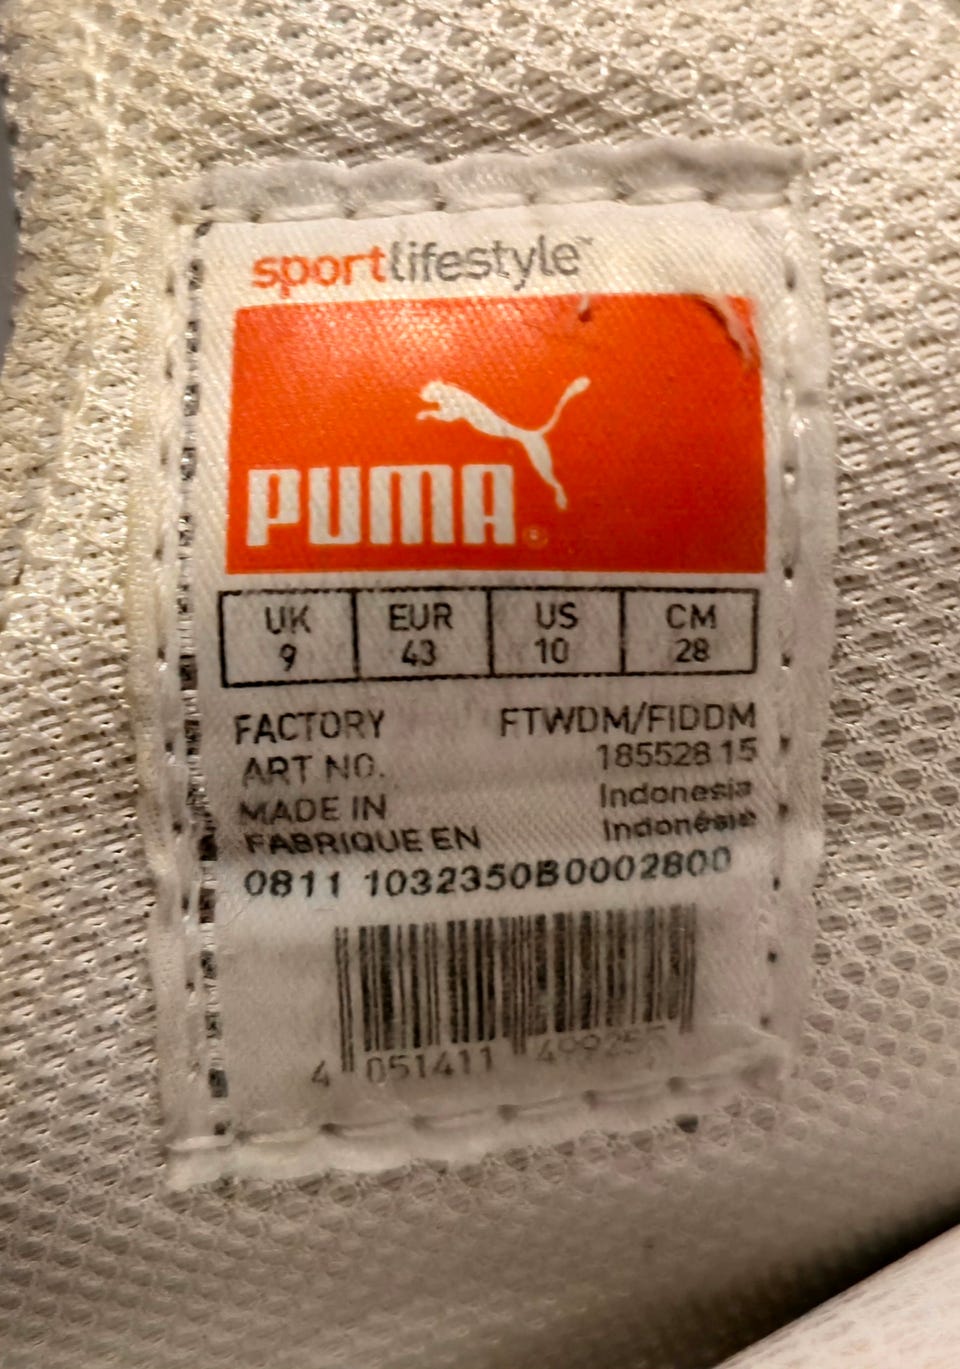 sportlifestyle™
PUMA®
UK EUR US CM
9 43 10 28
FACTORY FTWDM/FIDDM
ART NO. 185528 15
MADE IN Indonesia
FABRIQUE EN Indonésie
0811 1032350B0002800
4 051411